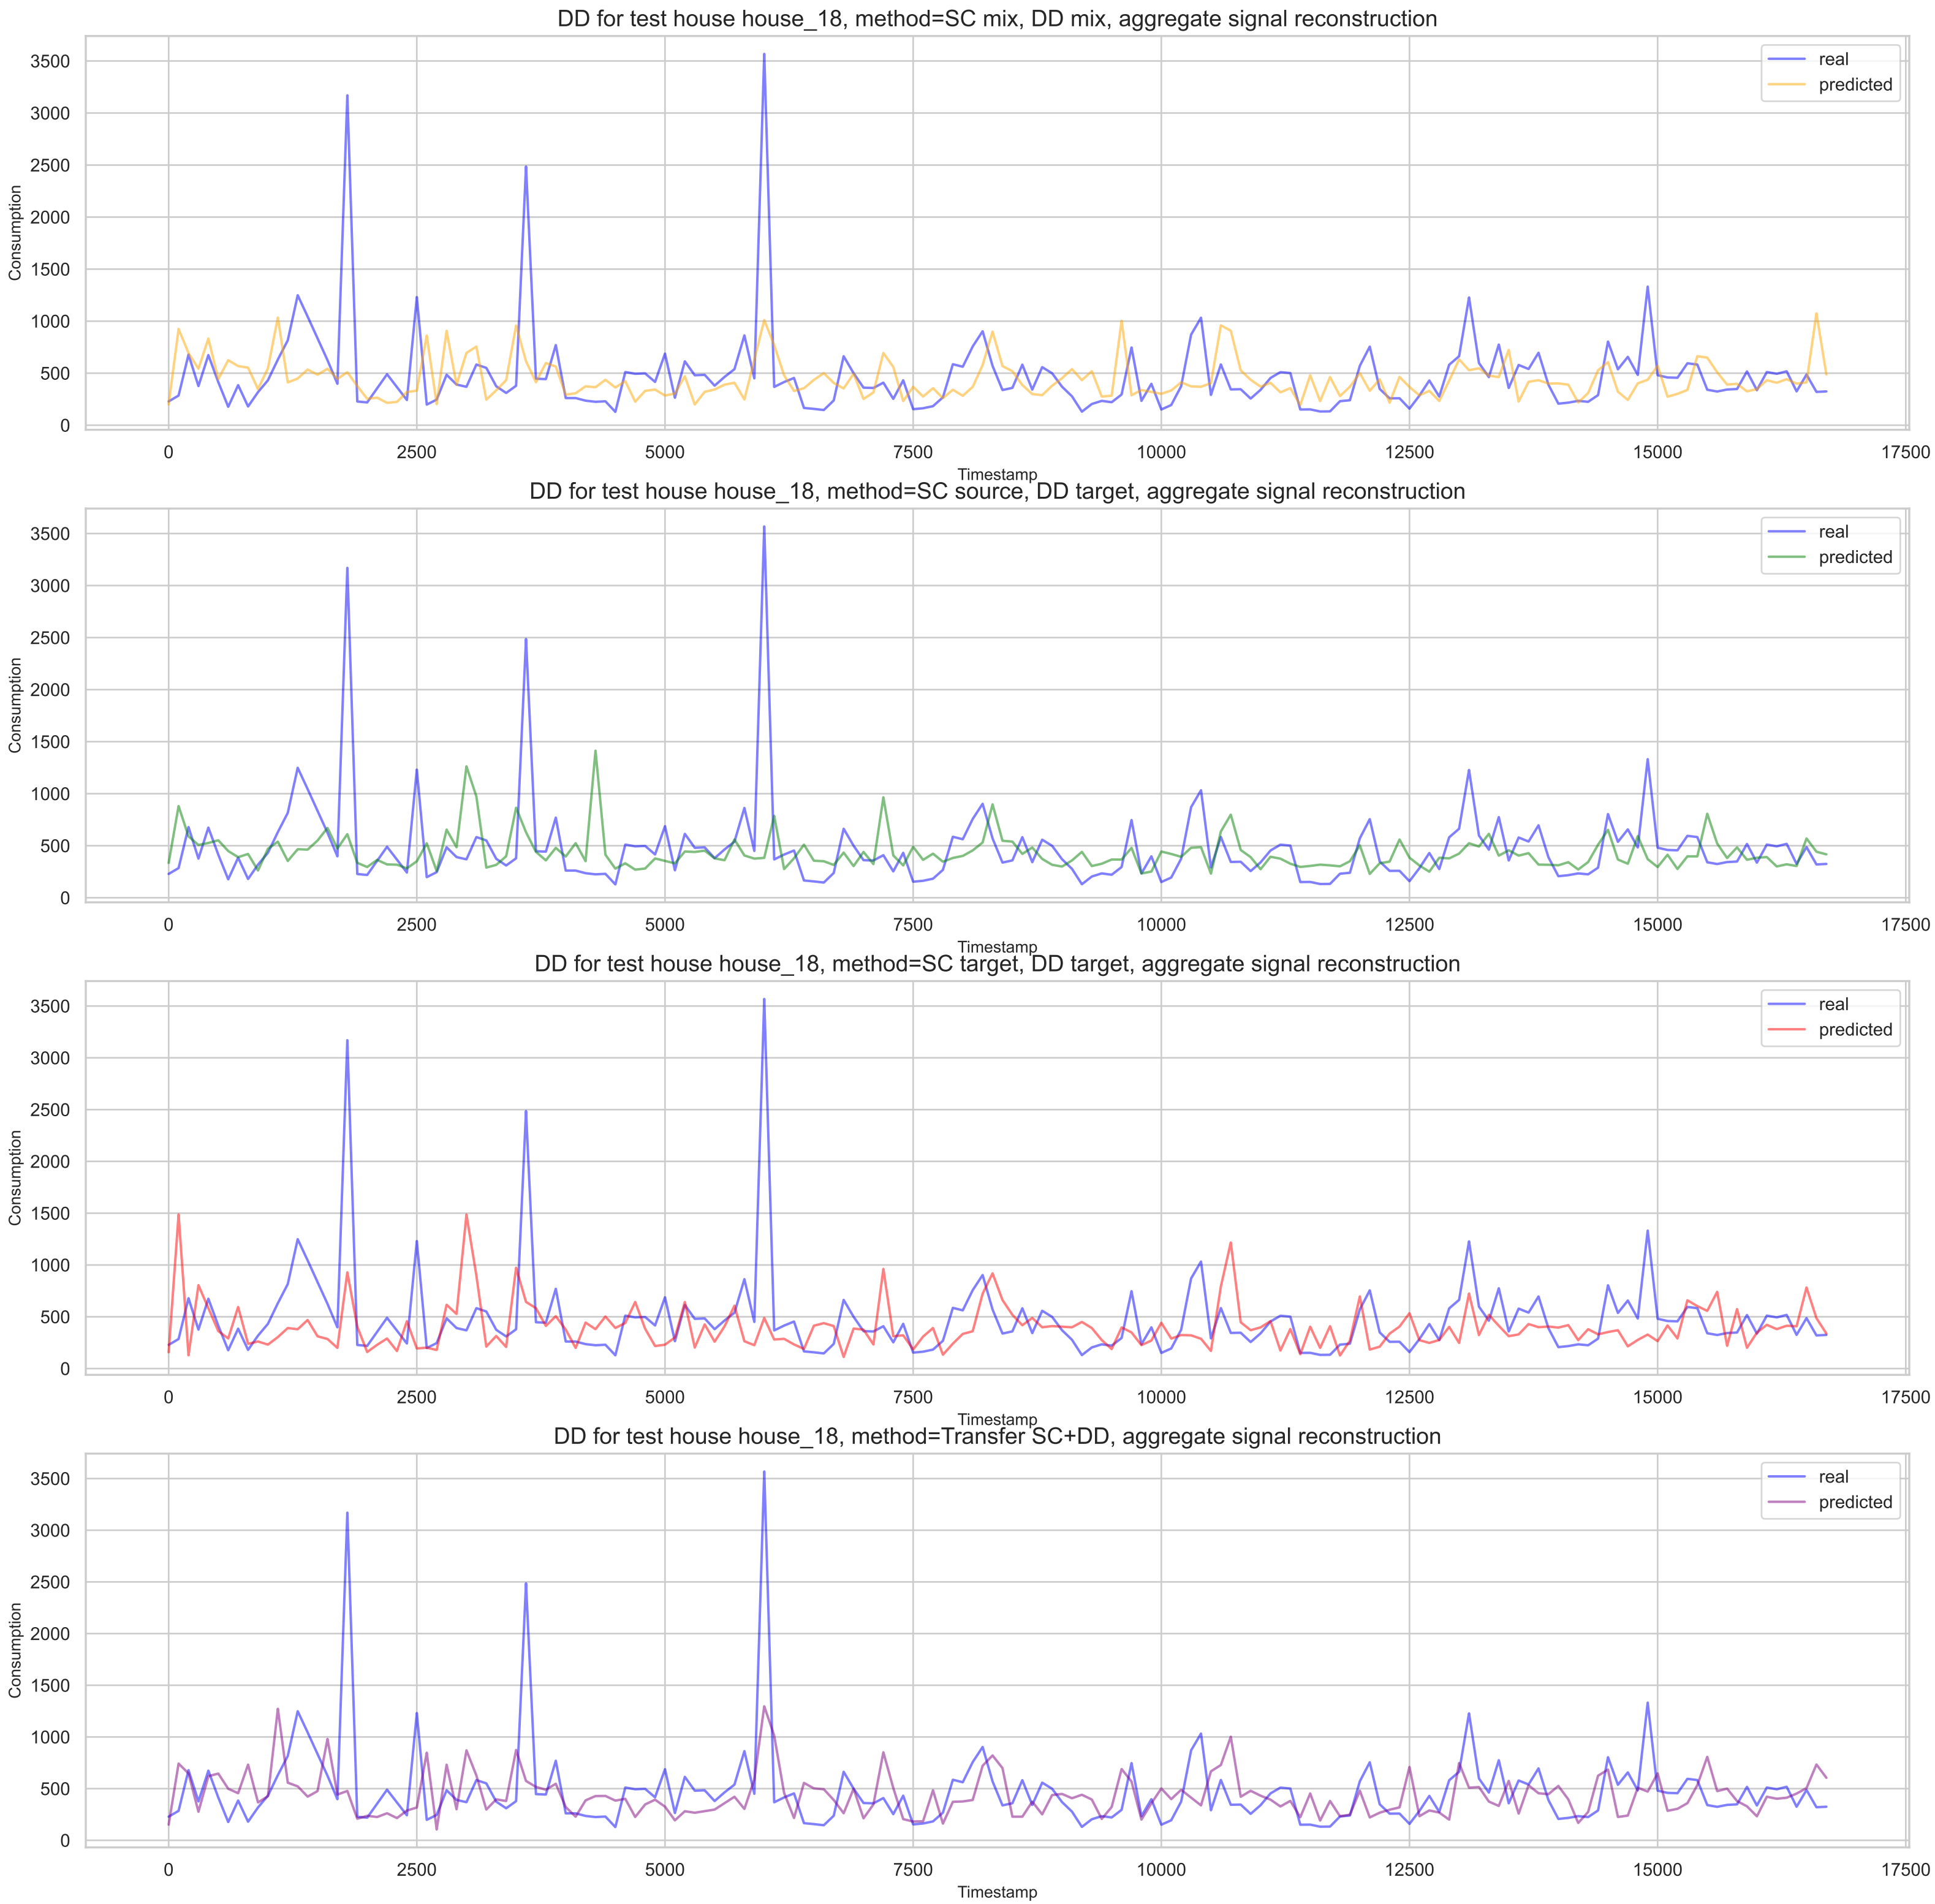 DD for test house house_18, method=SC mix, DD mix, aggregate signal reconstruction
3500
3000
2500
2000
1500
1000
500
0
Consumption
real
predicted
0 2500 5000 7500 10000 12500 15000 17500
Timestamp
DD for test house house_18, method=SC source, DD target, aggregate signal reconstruction
3500
3000
2500
2000
1500
1000
500
0
Consumption
real
predicted
0 2500 5000 7500 10000 12500 15000 17500
Timestamp
DD for test house house_18, method=SC target, DD target, aggregate signal reconstruction
3500
3000
2500
2000
1500
1000
500
0
Consumption
real
predicted
0 2500 5000 7500 10000 12500 15000 17500
Timestamp
DD for test house house_18, method=Transfer SC+DD, aggregate signal reconstruction
3500
3000
2500
2000
1500
1000
500
0
Consumption
real
predicted
0 2500 5000 7500 10000 12500 15000 17500
Timestamp